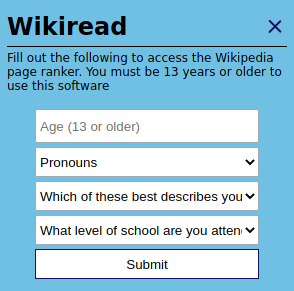 Wikiread
Fill out the following to access the Wikipedia
page ranker. You must be 13 years or older to
use this software
Age (13 or older)
Pronouns
Which of these best describes you
What level of school are you atten
Submit